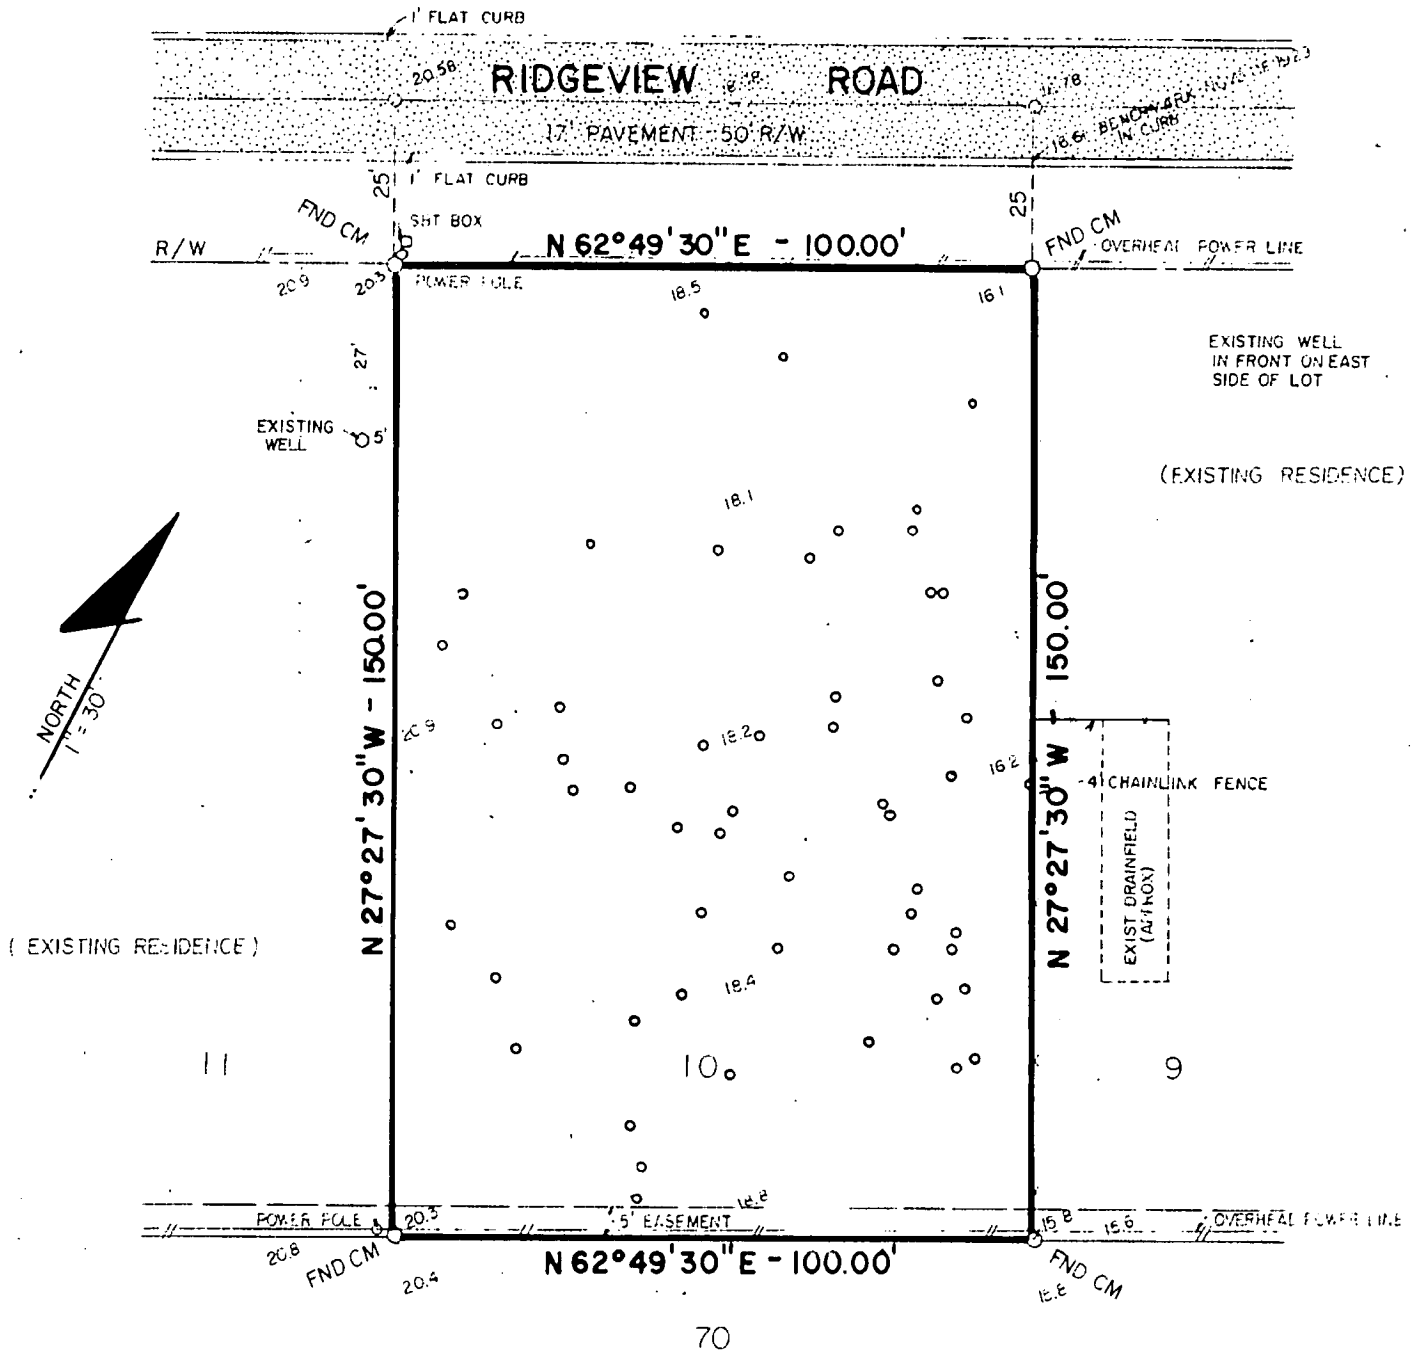 1' FLAT CURB
20.58
RIDGEVIEW ROAD
17' PAVEMENT - 50' R/W
BENCHMARK
IN CURB
25
1' FLAT CURB
25
FND CM
SHT BOX
FND CM
R/W
N 62°49'30"E - 100.00'
OVERHEAD POWER LINE
20.9
20.3
POWER POLE
18.5
16.1
27'
EXISTING WELL
IN FRONT ON EAST
SIDE OF LOT
EXISTING
WELL
5'
(EXISTING RESIDENCE)
18.1
N 27°27'30"W - 150.00'
N 27°27'30"W - 150.00'
NORTH
1" = 30'
20.9
18.2
16.2
4' CHAINLINK FENCE
EXIST DRAINFIELD
(APPROX)
(EXISTING RESIDENCE)
18.4
11
10
9
18.8
POWER POLE
20.3
5' EASEMENT
15.8
15.6
OVERHEAD POWER LINE
20.8
FND CM
20.4
N 62°49'30"E - 100.00'
FND CM
70